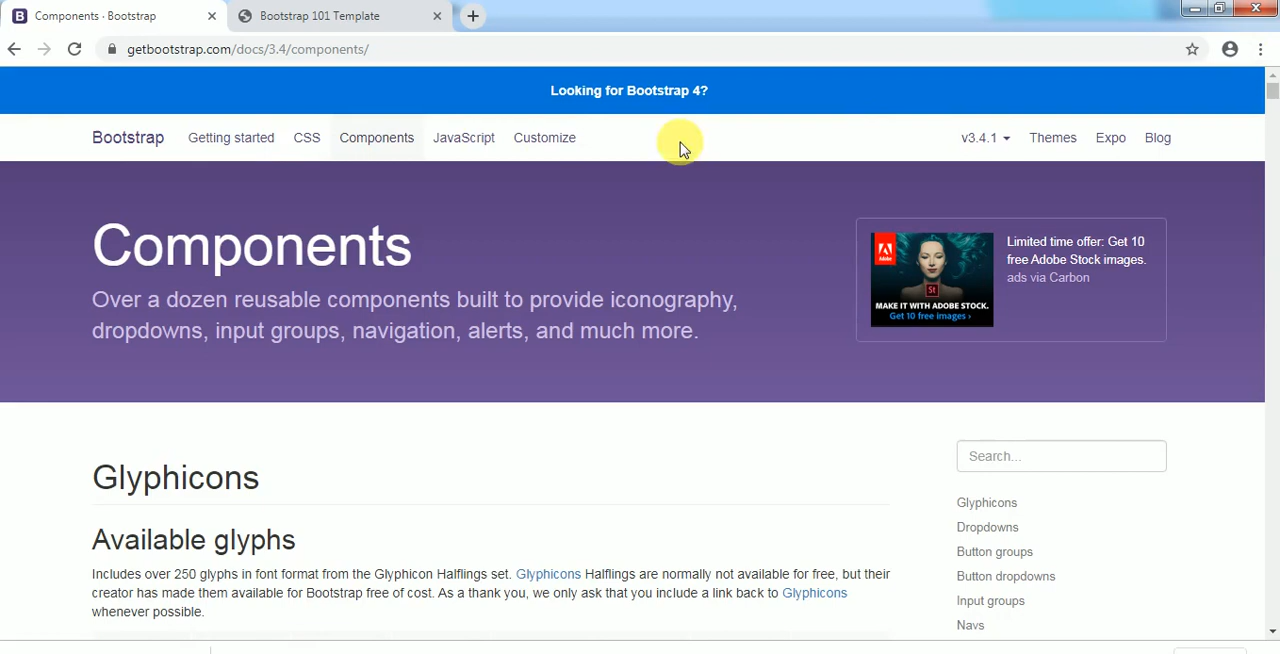 B Components · Bootstrap
Bootstrap 101 Template
getbootstrap.com/docs/3.4/components/
Looking for Bootstrap 4?
Bootstrap Getting started CSS Components JavaScript Customize v3.4.1 Themes Expo Blog
Components
Over a dozen reusable components built to provide iconography,
dropdowns, input groups, navigation, alerts, and much more.
Adobe
St
MAKE IT WITH ADOBE STOCK.
Get 10 free images ›
Limited time offer: Get 10
free Adobe Stock images.
ads via Carbon
Glyphicons
Available glyphs
Includes over 250 glyphs in font format from the Glyphicon Halflings set. Glyphicons Halflings are normally not available for free, but their
creator has made them available for Bootstrap free of cost. As a thank you, we only ask that you include a link back to Glyphicons
whenever possible.
Search...
Glyphicons
Dropdowns
Button groups
Button dropdowns
Input groups
Navs